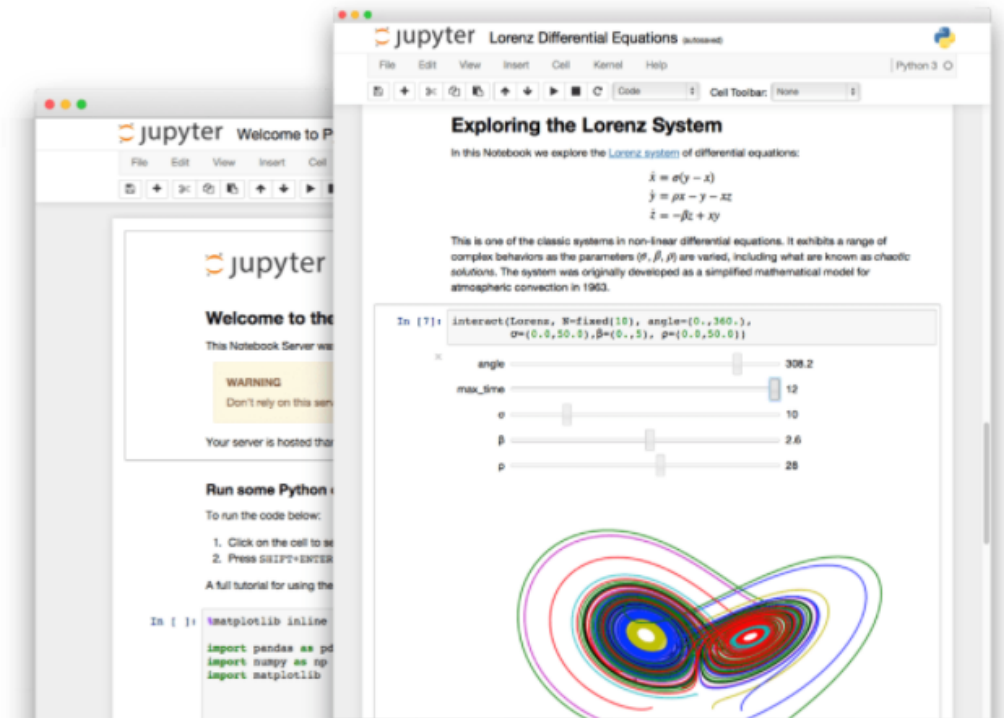 jupyter Lorenz Differential Equations (autosaved)
File Edit View Insert Cell Kernel Help Python 3
Code Cell Toolbar: None
Exploring the Lorenz System
In this Notebook we explore the Lorenz system of differential equations:
ẋ = σ(y − x)
ẏ = ρx − y − xz
ż = −βz + xy
This is one of the classic systems in non-linear differential equations. It exhibits a range of
complex behaviors as the parameters (σ, β, ρ) are varied, including what are known as chaotic
solutions. The system was originally developed as a simplified mathematical model for
atmospheric convection in 1963.
In [7]: interact(Lorenz, N=fixed(10), angle=(0.,360.),
σ=(0.0,50.0),β=(0.,5), ρ=(0.0,50.0))
angle 308.2
max_time 12
σ 10
β 2.6
ρ 28
jupyter Welcome to P
File Edit View Insert Cell
jupyter
Welcome to the
This Notebook Server was
WARNING
Don't rely on this serv
Your server is hosted than
Run some Python c
To run the code below:
1. Click on the cell to se
2. Press SHIFT+ENTER
A full tutorial for using the
In [ ]: %matplotlib inline
import pandas as pd
import numpy as np
import matplotlib